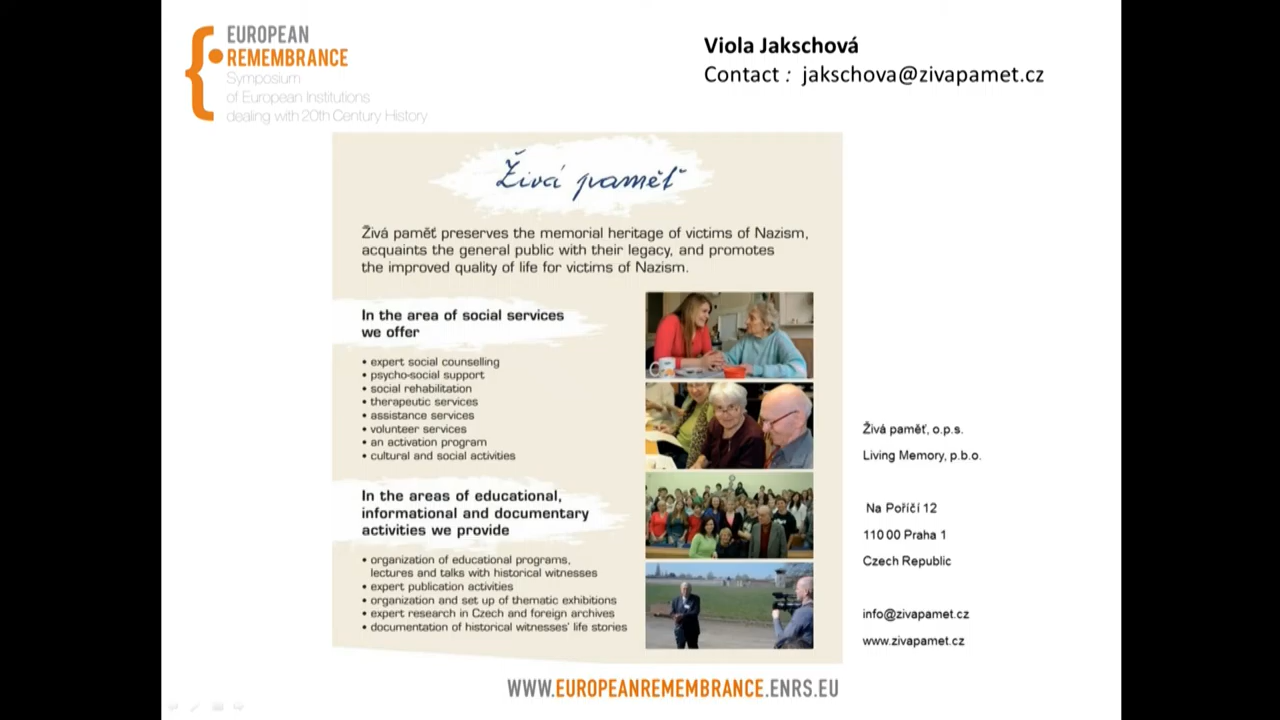 EUROPEAN
REMEMBRANCE
Symposium
of European Institutions
dealing with 20th Century History
Viola Jakschová
Contact : jakschova@zivapamet.cz
Živá paměť
Živá paměť preserves the memorial heritage of victims of Nazism,
acquaints the general public with their legacy, and promotes
the improved quality of life for victims of Nazism.
In the area of social services
we offer
• expert social counselling
• psycho-social support
• social rehabilitation
• therapeutic services
• assistance services
• volunteer services
• an activation program
• cultural and social activities
In the areas of educational,
informational and documentary
activities we provide
• organization of educational programs,
lectures and talks with historical witnesses
• expert publication activities
• organization and set up of thematic exhibitions
• expert research in Czech and foreign archives
• documentation of historical witnesses' life stories
Živá paměť, o.p.s.
Living Memory, p.b.o.
Na Poříčí 12
110 00 Praha 1
Czech Republic
info@zivapamet.cz
www.zivapamet.cz
WWW.EUROPEANREMEMBRANCE.ENRS.EU